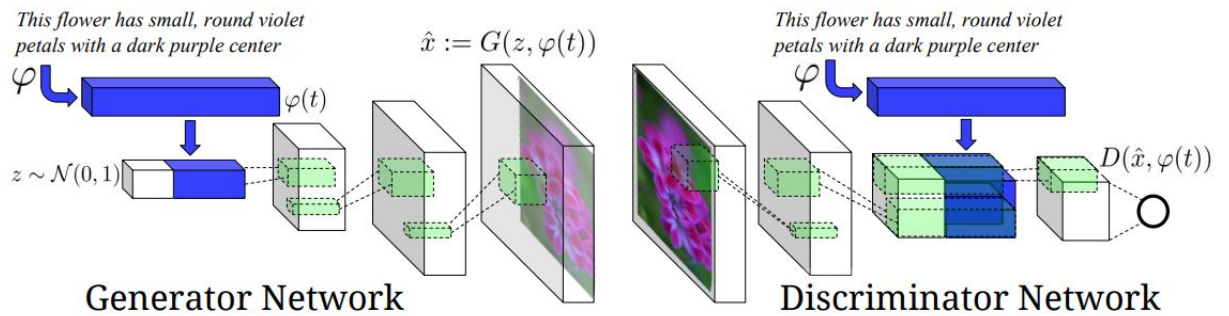 This flower has small, round violet
petals with a dark purple center
φ
φ(t)
z ∼ 𝒩(0, 1)
x̂ := G(z, φ(t))
Generator Network
This flower has small, round violet
petals with a dark purple center
φ
D(x̂, φ(t))
Discriminator Network